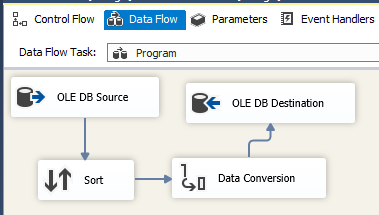 Control Flow Data Flow Parameters Event Handlers
Data Flow Task: Program
OLE DB Source
OLE DB Destination
Sort
Data Conversion